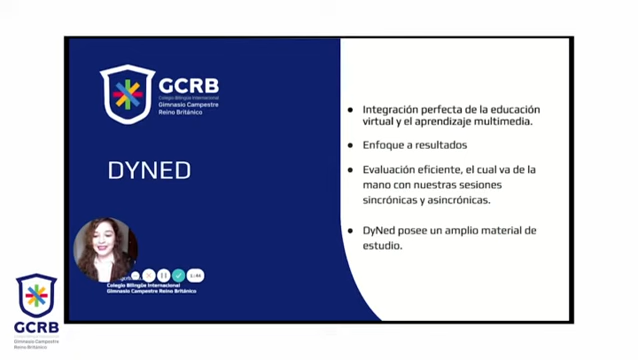 GCRB
Colegio Bilingüe Internacional
Gimnasio Campestre
Reino Británico
DYNED
● Integración perfecta de la educación
virtual y el aprendizaje multimedia.
● Enfoque a resultados
● Evaluación eficiente, el cual va de la
mano con nuestras sesiones
sincrónicas y asincrónicas.
● DyNed posee un amplio material de
estudio.
Colegio Bilingüe Internacional
Gimnasio Campestre Reino Británico
GCRB
Gimnasio Campestre
Reino Británico